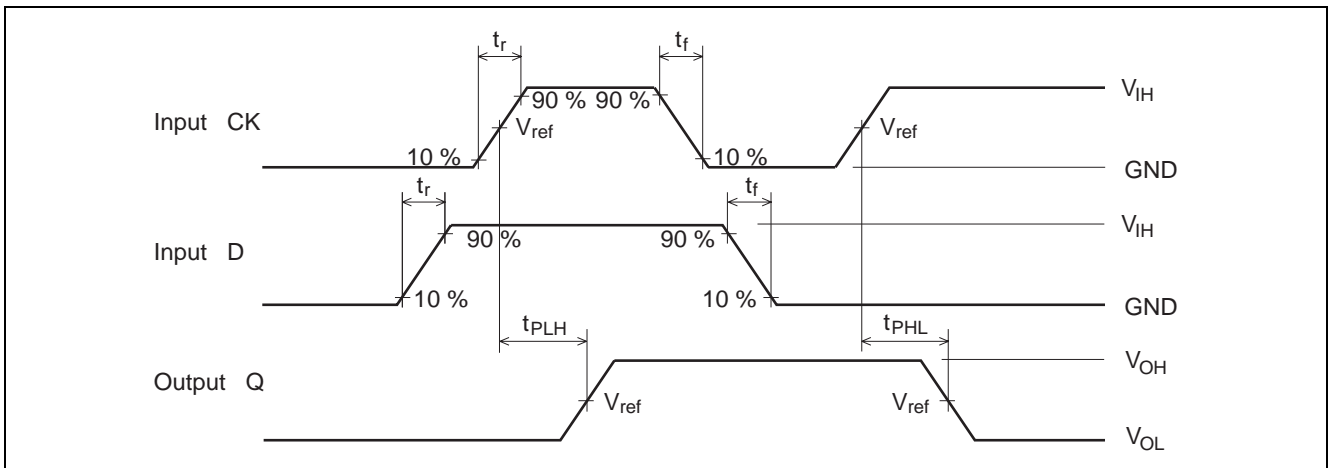 tr tf
Input CK 10 % 90 % Vref 90 % 10 % Vref VIH
GND
tr tf
Input D 10 % 90 % 90 % 10 % VIH
GND
tPLH tPHL
Output Q Vref Vref VOH
VOL